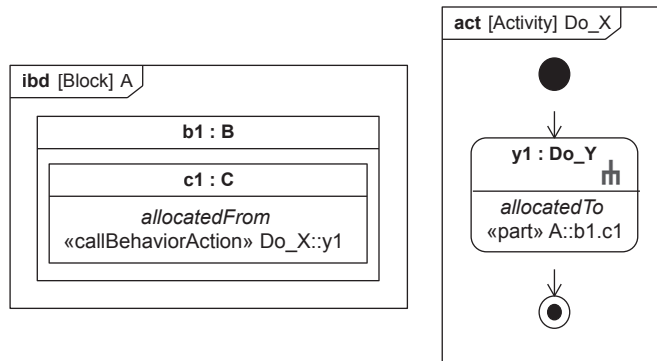 ibd [Block] A
b1 : B
c1 : C
allocatedFrom
«callBehaviorAction» Do_X::y1
act [Activity] Do_X
y1 : Do_Y
allocatedTo
«part» A::b1.c1